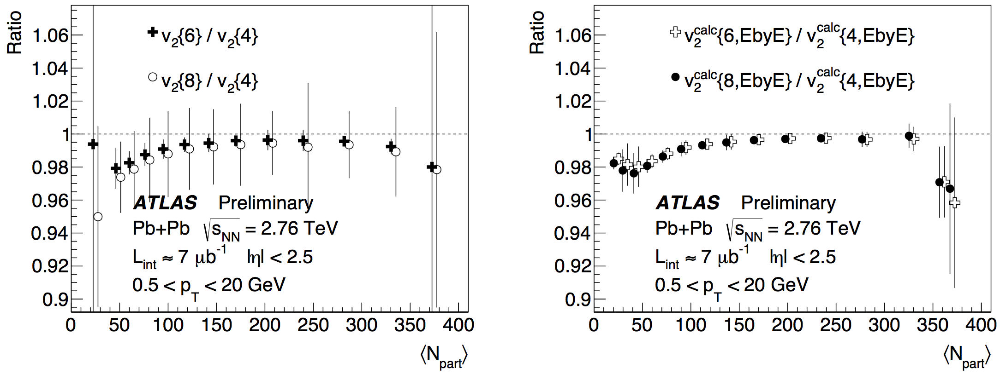 Ratio
1.06
1.04
1.02
1
0.98
0.96
0.94
0.92
0.9
v2{6} / v2{4}
v2{8} / v2{4}
ATLAS Preliminary
Pb+Pb √sNN = 2.76 TeV
Lint ≈ 7 μb-1 |η| < 2.5
0.5 < pT < 20 GeV
0 50 100 150 200 250 300 350 400
⟨Npart⟩
Ratio
1.06
1.04
1.02
1
0.98
0.96
0.94
0.92
0.9
v2calc{6,EbyE} / v2calc{4,EbyE}
v2calc{8,EbyE} / v2calc{4,EbyE}
ATLAS Preliminary
Pb+Pb √sNN = 2.76 TeV
Lint ≈ 7 μb-1 |η| < 2.5
0.5 < pT < 20 GeV
0 50 100 150 200 250 300 350 400
⟨Npart⟩